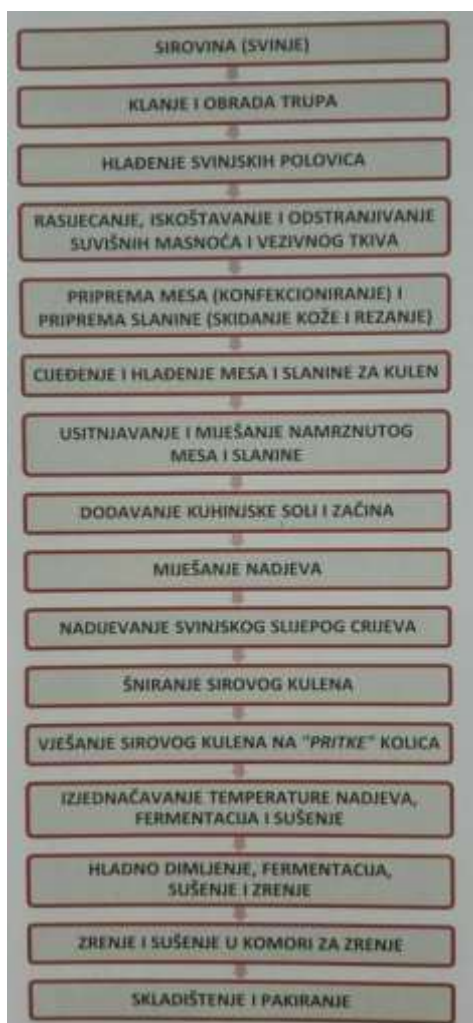 SIROVINA (SVINJE)
KLANJE I OBRADA TRUPA
HLAĐENJE SVINJSKIH POLOVICA
RASIJECANJE, ISKOŠTAVANJE I ODSTRANJIVANJE
SUVIŠNIH MASNOĆA I VEZIVNOG TKIVA
PRIPREMA MESA (KONFEKCIONIRANJE) I
PRIPREMA SLANINE (SKIDANJE KOŽE I REZANJE)
CIJEĐENJE I HLAĐENJE MESA I SLANINE ZA KULEN
USITNJAVANJE I MIJEŠANJE NAMRZNUTOG
MESA I SLANINE
DODAVANJE KUHINJSKE SOLI I ZAČINA
MIJEŠANJE NADJEVA
NADIJEVANJE SVINJSKOG SLIJEPOG CRIJEVA
ŠNIRANJE SIROVOG KULENA
VJEŠANJE SIROVOG KULENA NA "PRITKE" KOLICA
IZJEDNAČAVANJE TEMPERATURE NADJEVA,
FERMENTACIJA I SUŠENJE
HLADNO DIMLJENJE, FERMENTACIJA,
SUŠENJE I ZRENJE
ZRENJE I SUŠENJE U KOMORI ZA ZRENJE
SKLADIŠTENJE I PAKIRANJE